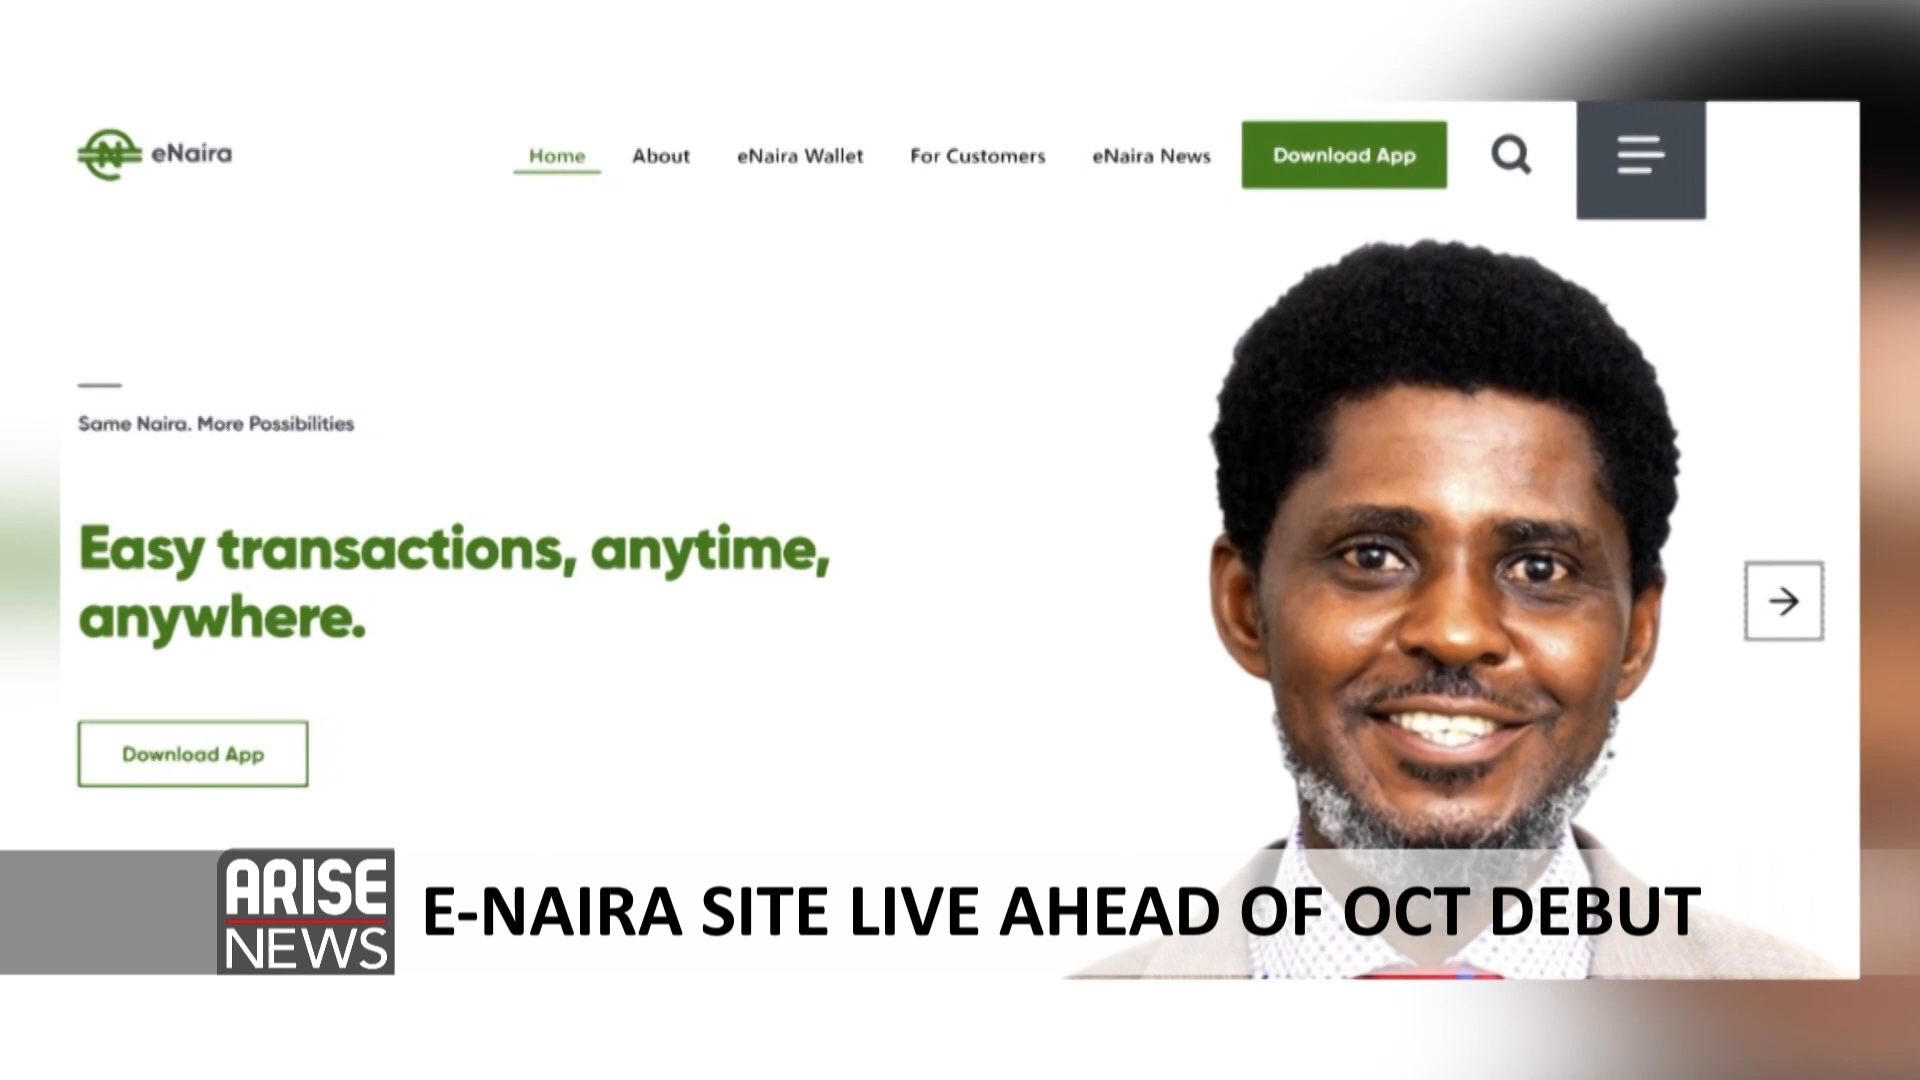 eNaira
Home
About
eNaira Wallet
For Customers
eNaira News
Download App
Same Naira. More Possibilities
Easy transactions, anytime,
anywhere.
Download App
ARISE
NEWS
E-NAIRA SITE LIVE AHEAD OF OCT DEBUT